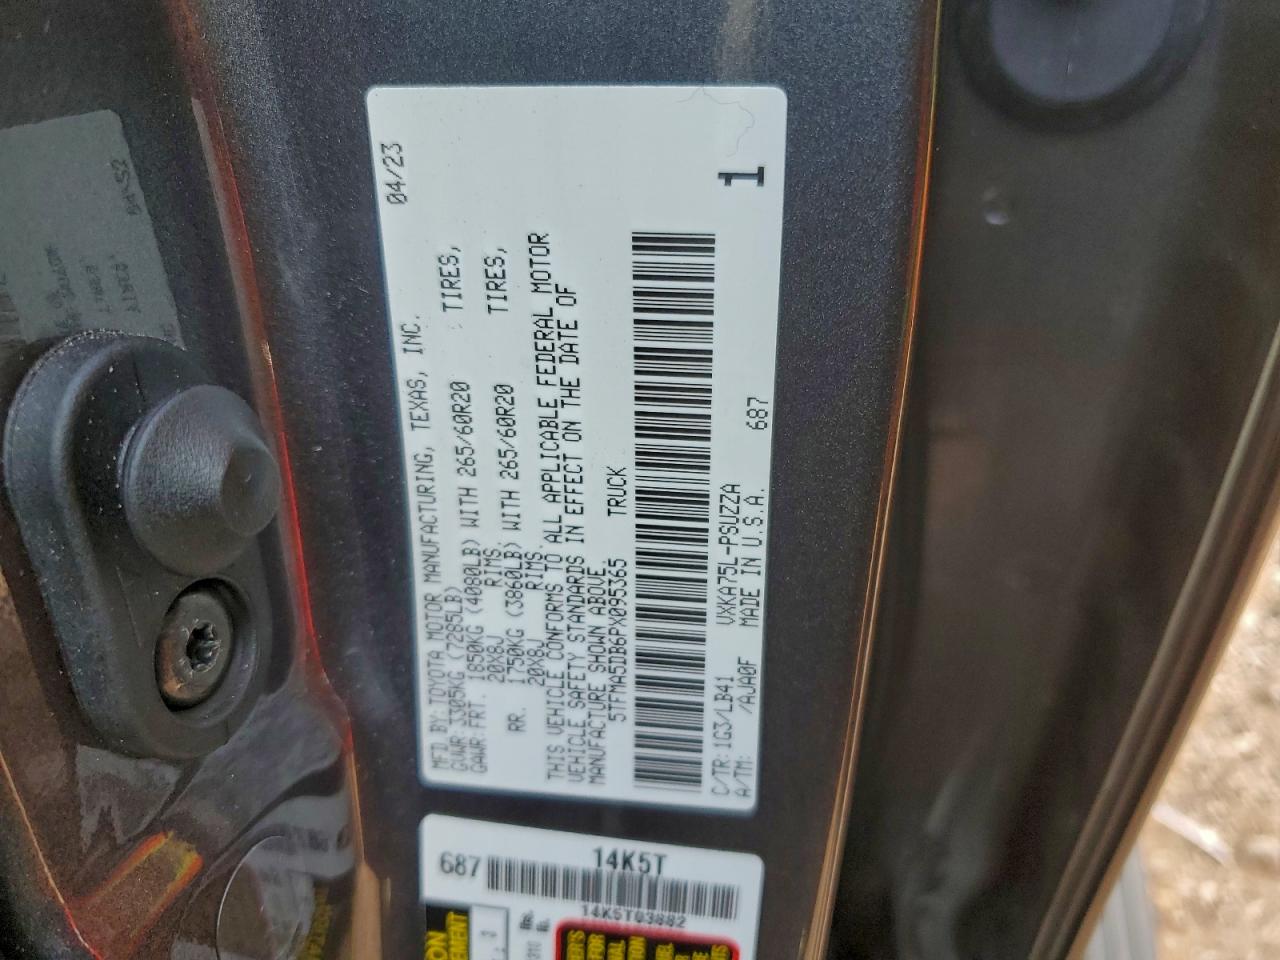 04/23
MFD BY:TOYOTA MOTOR MANUFACTURING, TEXAS, INC.
GVWR:3305KG (7285LB)
GAWR:FRT. 1850KG (4080LB) WITH 265/60R20 TIRES,
20X8J RIMS,
RR. 1750KG (3860LB) WITH 265/60R20 TIRES,
20X8J RIMS.
THIS VEHICLE CONFORMS TO ALL APPLICABLE FEDERAL MOTOR
VEHICLE SAFETY STANDARDS IN EFFECT ON THE DATE OF
MANUFACTURE SHOWN ABOVE.
5TFMA5DB6PX095365 TRUCK
1
C/TR:1G3/LB41 VXKA75L-PSUZZA 687
A/TM: /AJA0F MADE IN U.S.A.
687 14K5T
14K5T03882